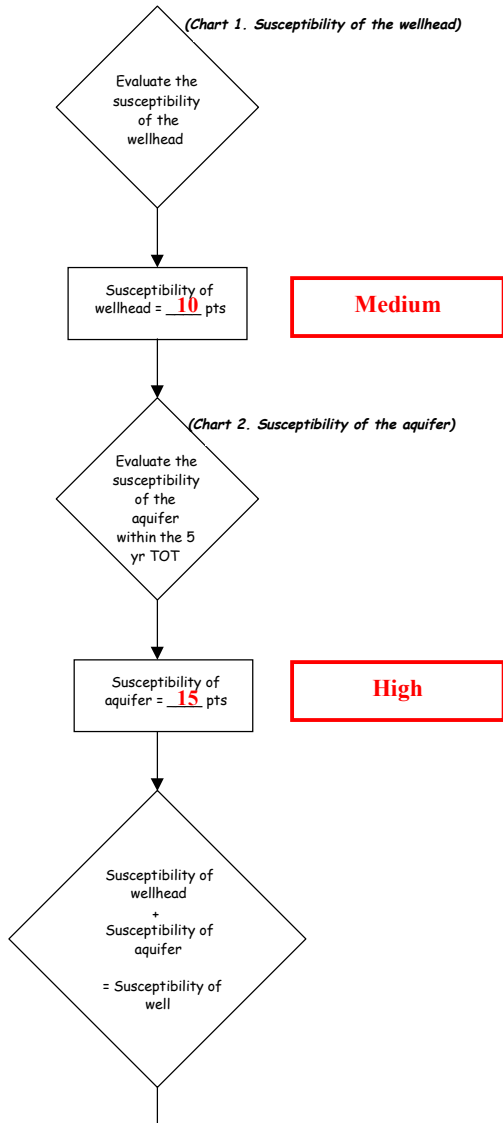 (Chart 1. Susceptibility of the wellhead)
Evaluate the
susceptibility
of the
wellhead
Susceptibility of
wellhead = 10 pts
Medium
(Chart 2. Susceptibility of the aquifer)
Evaluate the
susceptibility
of the
aquifer
within the 5
yr TOT
Susceptibility of
aquifer = 15 pts
High
Susceptibility of
wellhead
+
Susceptibility of
aquifer
= Susceptibility of
well